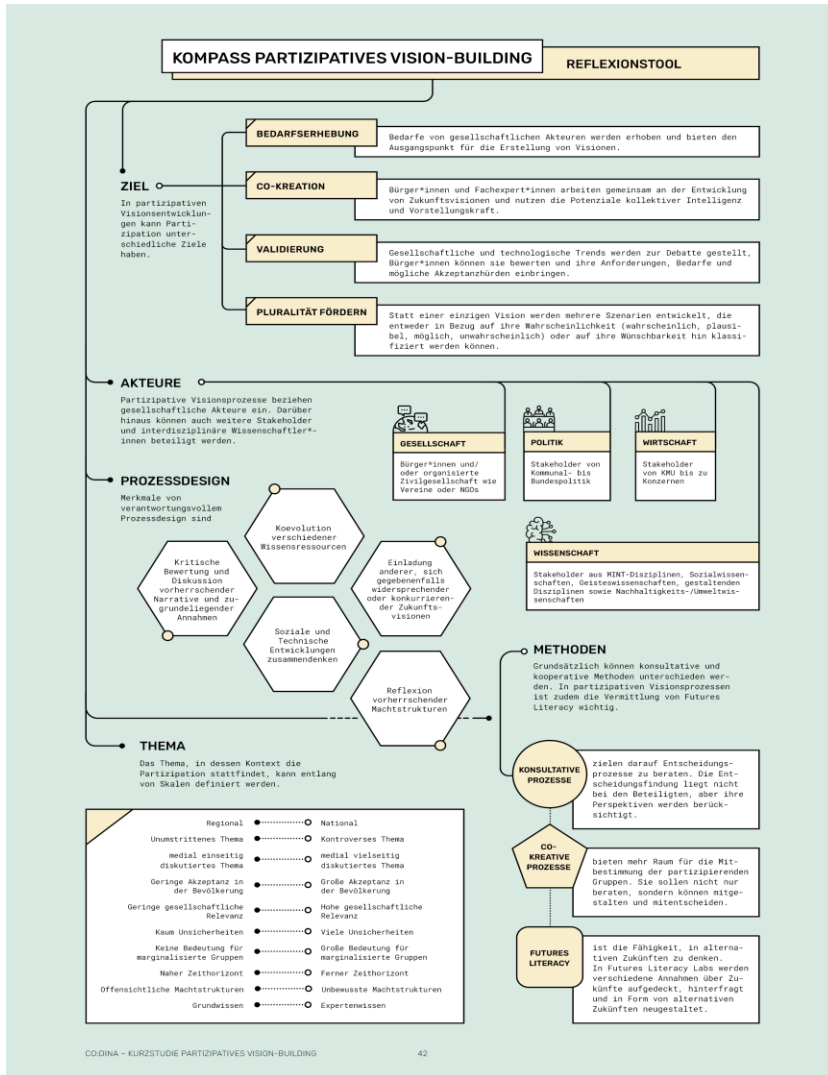 KOMPASS PARTIZIPATIVES VISION-BUILDING
REFLEXIONSTOOL
ZIEL
In partizipativen
Visionsentwicklun-
gen kann Parti-
zipation unter-
schiedliche Ziele
haben.
BEDARFSERHEBUNG
Bedarfe von gesellschaftlichen Akteuren werden erhoben und bieten den
Ausgangspunkt für die Erstellung von Visionen.
CO-KREATION
Bürger*innen und Fachexpert*innen arbeiten gemeinsam an der Entwicklung
von Zukunftsvisionen und nutzen die Potenziale kollektiver Intelligenz
und Vorstellungskraft.
VALIDIERUNG
Gesellschaftliche und technologische Trends werden zur Debatte gestellt,
Bürger*innen können sie bewerten und ihre Anforderungen, Bedarfe und
mögliche Akzeptanzhürden einbringen.
PLURALITÄT FÖRDERN
Statt einer einzigen Vision werden mehrere Szenarien entwickelt, die
entweder in Bezug auf ihre Wahrscheinlichkeit (wahrscheinlich, plausi-
bel, möglich, unwahrscheinlich) oder auf ihre Wünschbarkeit hin klassi-
fiziert werden können.
AKTEURE
Partizipative Visionsprozesse beziehen
gesellschaftliche Akteure ein. Darüber
hinaus können auch weitere Stakeholder
und interdisziplinäre Wissenschaftler*-
innen beteiligt werden.
GESELLSCHAFT
Bürger*innen und/
oder organisierte
Zivilgesellschaft wie
Vereine oder NGOs
POLITIK
Stakeholder von
Kommunal- bis
Bundespolitik
WIRTSCHAFT
Stakeholder
von KMU bis zu
Konzernen
WISSENSCHAFT
Stakeholder aus MINT-Disziplinen, Sozialwissen-
schaften, Geisteswissenschaften, gestaltenden
Disziplinen sowie Nachhaltigkeits-/Umweltwis-
senschaften
PROZESSDESIGN
Merkmale von
verantwortungsvollem
Prozessdesign sind
Koevolution
verschiedener
Wissensressourcen
Kritische
Bewertung und
Diskussion
vorherrschender
Narrative und zu-
grundeliegender
Annahmen
Einladung
anderer, sich
gegebenenfalls
widersprechender
oder konkurrieren-
der Zukunfts-
visionen
Soziale und
Technische
Entwicklungen
zusammendenken
Reflexion
vorherrschender
Machtstrukturen
METHODEN
Grundsätzlich können konsultative und
kooperative Methoden unterschieden wer-
den. In partizipativen Visionsprozessen
ist zudem die Vermittlung von Futures
Literacy wichtig.
KONSULTATIVE
PROZESSE
zielen darauf Entscheidungs-
prozesse zu beraten. Die Ent-
scheidungsfindung liegt nicht
bei den Beteiligten, aber ihre
Perspektiven werden berück-
sichtigt.
CO-
KREATIVE
PROZESSE
bieten mehr Raum für die Mit-
bestimmung der partizipierenden
Gruppen. Sie sollen nicht nur
beraten, sondern können mitge-
stalten und mitentscheiden.
FUTURES
LITERACY
ist die Fähigkeit, in alterna-
tiven Zukünften zu denken.
In Futures Literacy Labs werden
verschiedene Annahmen über Zu-
künfte aufgedeckt, hinterfragt
und in Form von alternativen
Zukünften neugestaltet.
THEMA
Das Thema, in dessen Kontext die
Partizipation stattfindet, kann entlang
von Skalen definiert werden.
Regional National
Unumstrittenes Thema Kontroverses Thema
medial einseitig medial vielseitig
diskutiertes Thema diskutiertes Thema
Geringe Akzeptanz in Große Akzeptanz in
der Bevölkerung der Bevölkerung
Geringe gesellschaftliche Hohe gesellschaftliche
Relevanz Relevanz
Kaum Unsicherheiten Viele Unsicherheiten
Keine Bedeutung für Große Bedeutung für
marginalisierte Gruppen marginalisierte Gruppen
Naher Zeithorizont Ferner Zeithorizont
Offensichtliche Machtstrukturen Unbewusste Machtstrukturen
Grundwissen Expertenwissen
CO:DINA – KURZSTUDIE PARTIZIPATIVES VISION-BUILDING 42